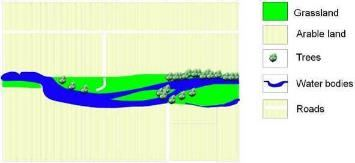 Grassland
Arable land
Trees
Water bodies
Roads